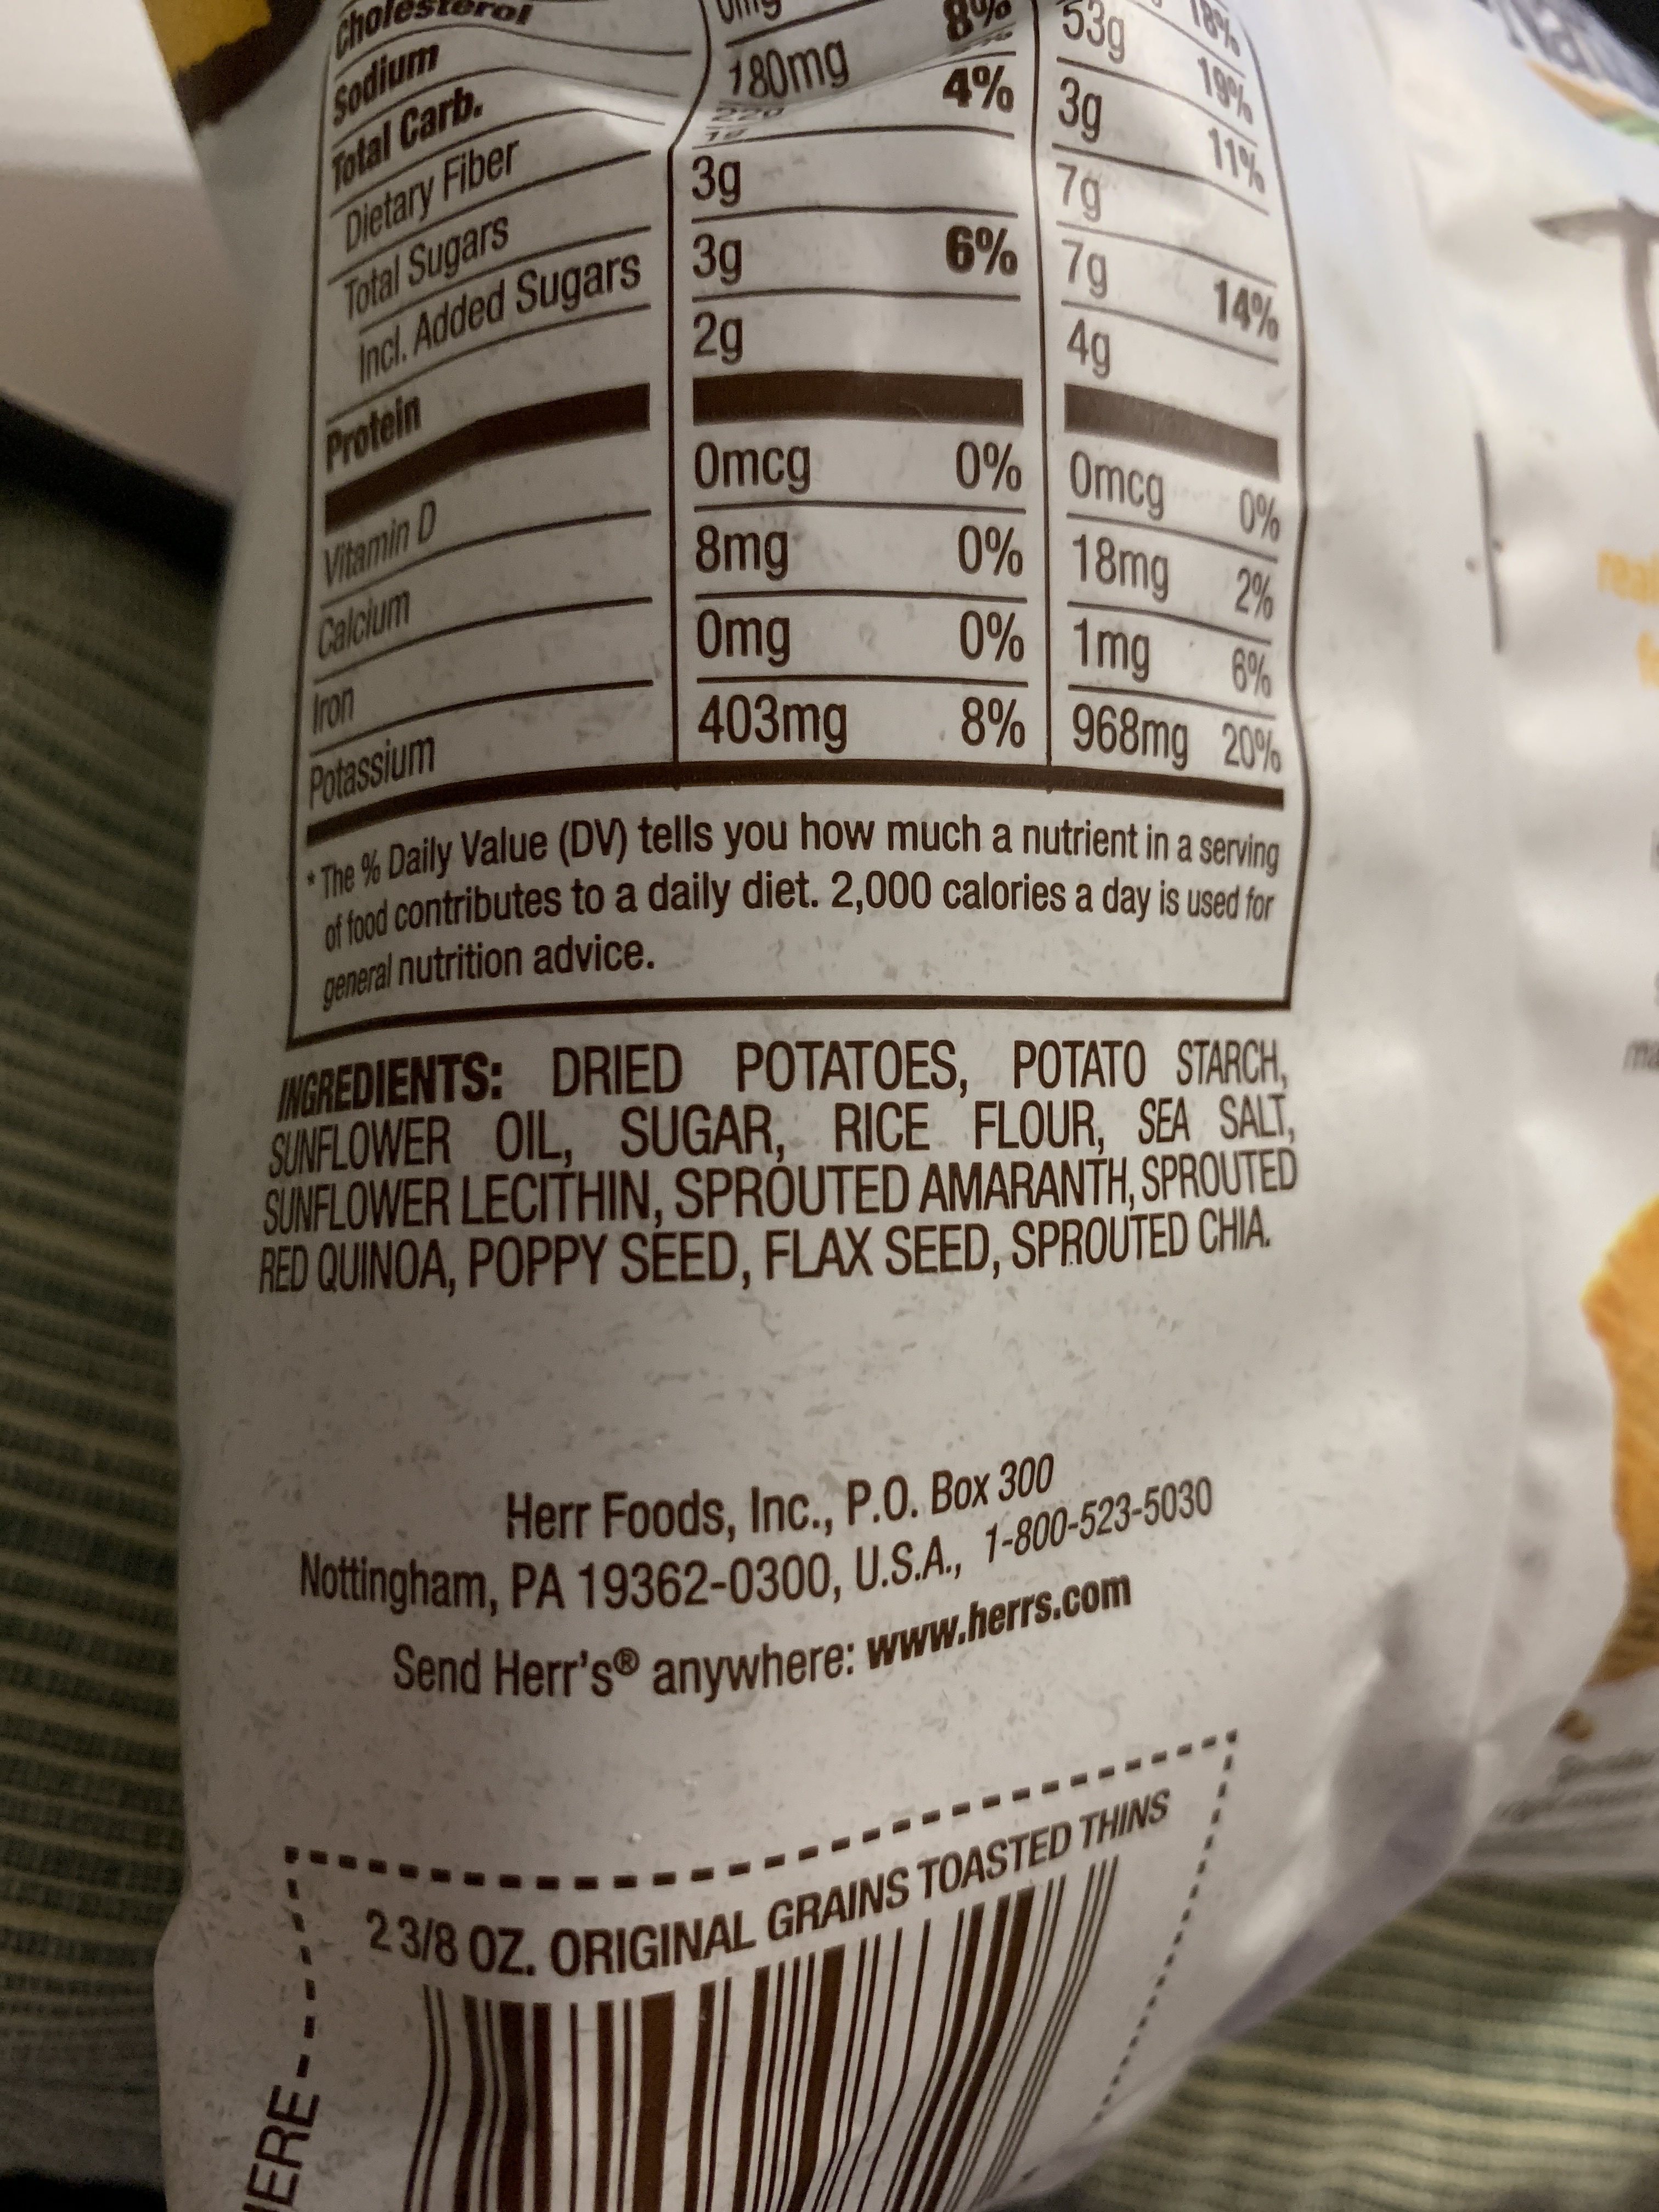 Cholesterol 0mg
Sodium 180mg 8% 18%
Total Carb. 22g 53g 19%
Dietary Fiber 1g 4% 3g 11%
Total Sugars 3g 7g
Incl. Added Sugars 3g 6% 7g 14%
Protein 2g 4g
Vitamin D 0mcg 0% 0mcg 0%
Calcium 8mg 0% 18mg 2%
Iron 0mg 0% 1mg 6%
Potassium 403mg 8% 968mg 20%
* The % Daily Value (DV) tells you how much a nutrient in a serving
of food contributes to a daily diet. 2,000 calories a day is used for
general nutrition advice.
INGREDIENTS: DRIED POTATOES, POTATO STARCH,
SUNFLOWER OIL, SUGAR, RICE FLOUR, SEA SALT,
SUNFLOWER LECITHIN, SPROUTED AMARANTH, SPROUTED
RED QUINOA, POPPY SEED, FLAX SEED, SPROUTED CHIA.
Herr Foods, Inc., P.O. Box 300
Nottingham, PA 19362-0300, U.S.A., 1-800-523-5030
Send Herr's® anywhere: www.herrs.com
2 3/8 OZ. ORIGINAL GRAINS TOASTED THINS